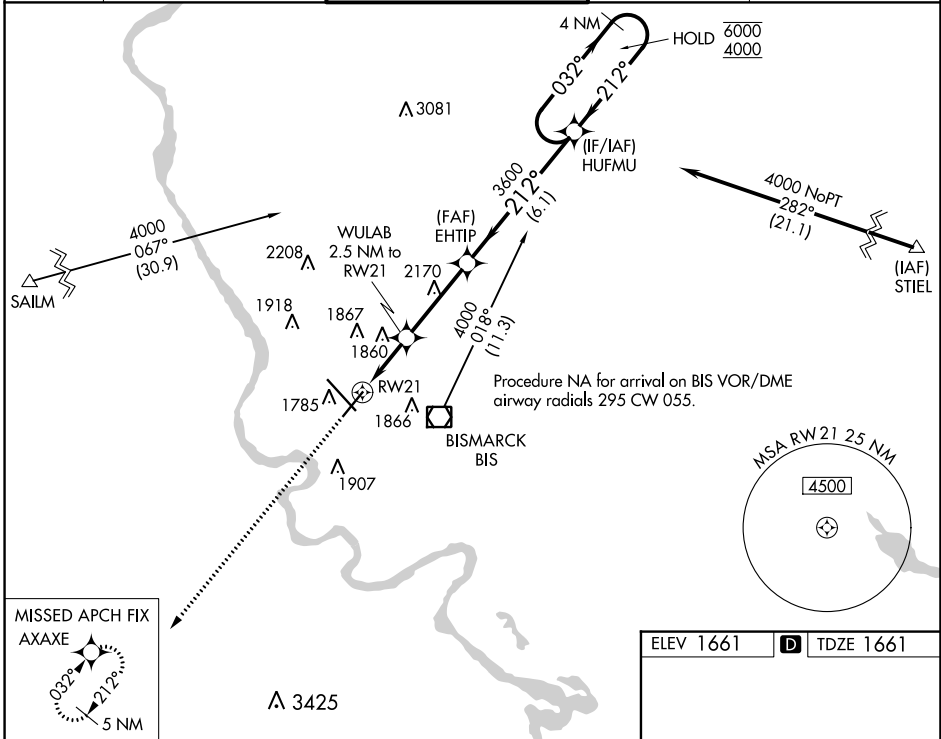 4 NM
HOLD 6000
4000
032°
212°
3081
(IF/IAF)
HUFMU
3600
212°
(6.1)
4000 NoPT
282°
(21.1)
(IAF)
STIEL
4000
067°
(30.9)
SAILM
(FAF)
EHTIP
WULAB
2.5 NM to
RW21
2208
2170
1918
1867
1860
4000
018°
(11.3)
RW21
1785
1866
Procedure NA for arrival on BIS VOR/DME
airway radials 295 CW 055.
BISMARCK
BIS
1907
MSA RW 21 25 NM
4500
MISSED APCH FIX
AXAXE
032°
212°
5 NM
3425
ELEV 1661 D TDZE 1661